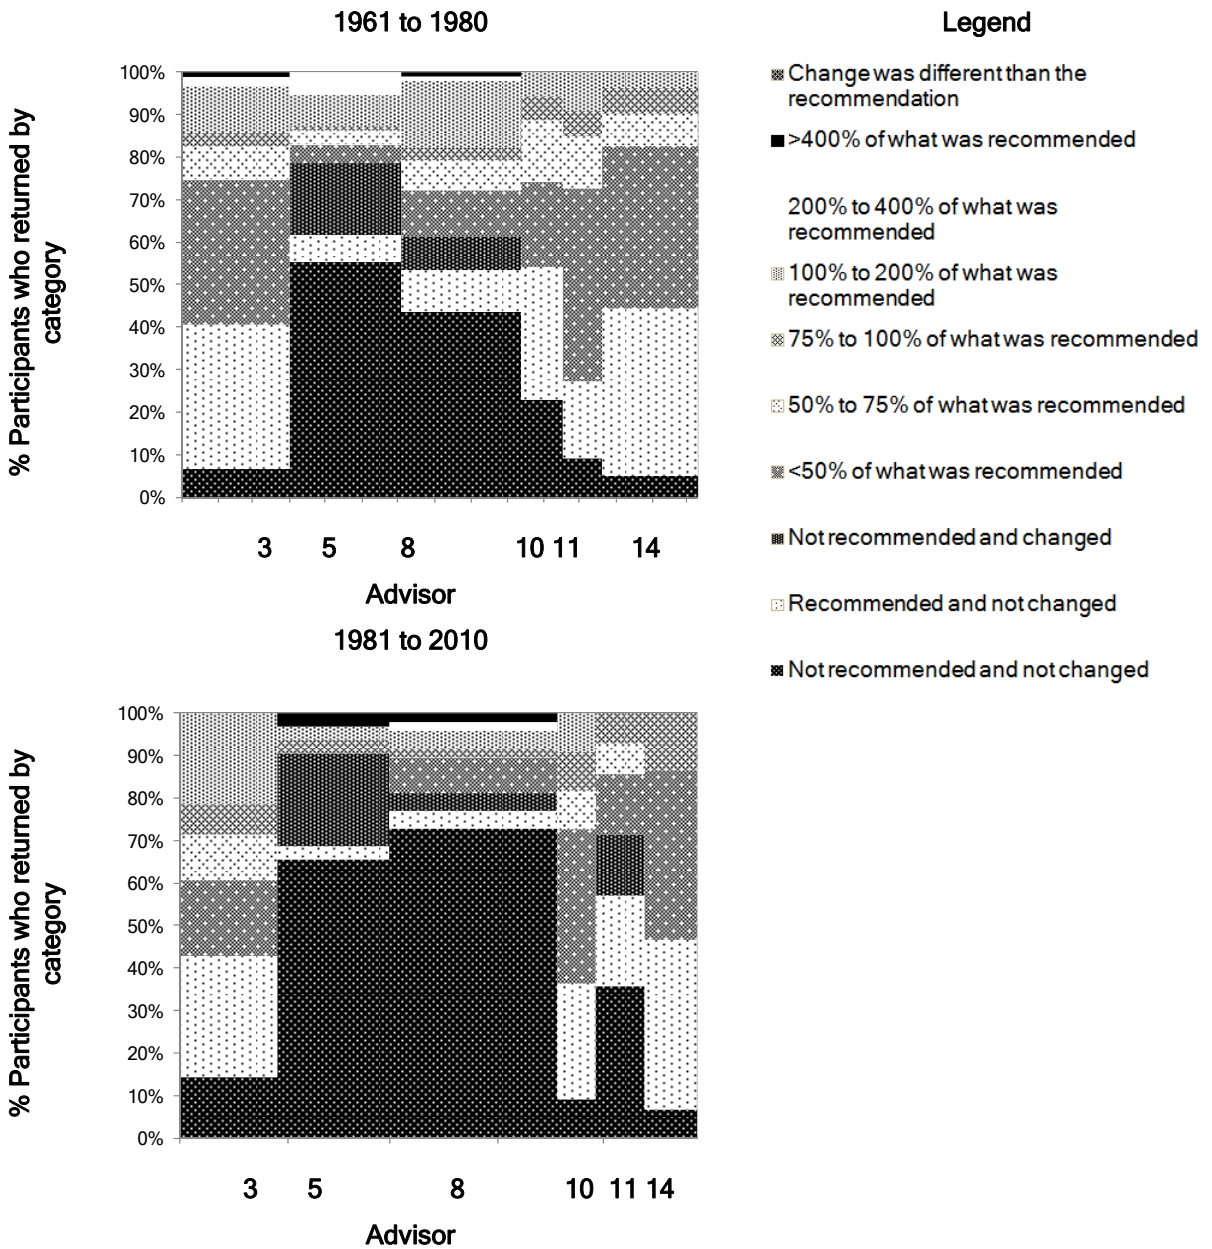 1961 to 1980
100%
90%
80%
70%
60%
50%
40%
30%
20%
10%
0%
% Participants who returned by
category
3 5 8 10 11 14
Advisor
Legend
Change was different than the
recommendation
>400% of what was recommended
200% to 400% of what was
recommended
100% to 200% of what was
recommended
75% to 100% of what was recommended
50% to 75% of what was recommended
<50% of what was recommended
Not recommended and changed
Recommended and not changed
Not recommended and not changed
1981 to 2010
100%
90%
80%
70%
60%
50%
40%
30%
20%
10%
0%
% Participants who returned by
category
3 5 8 10 11 14
Advisor